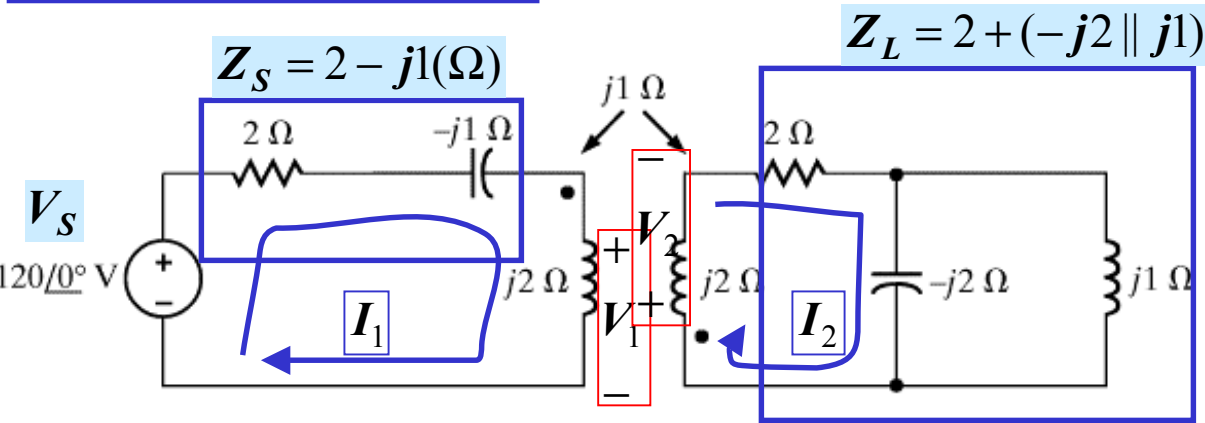 Z_L = 2 + (−j2 || j1)
Z_S = 2 − j1(Ω)
j1 Ω
2 Ω
−j1 Ω
2 Ω
V_S
120/0° V
+
−
I_1
j2 Ω
+
V_1
−
−
V_2
+
j2 Ω
I_2
−j2 Ω
j1 Ω